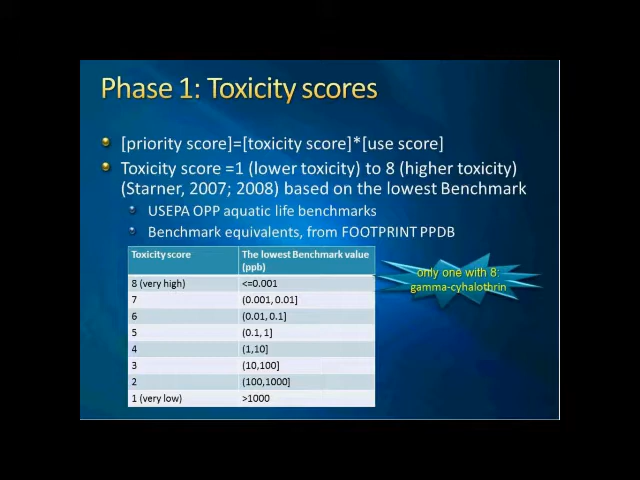 Phase 1: Toxicity scores
[priority score]=[toxicity score]*[use score]
Toxicity score =1 (lower toxicity) to 8 (higher toxicity)
(Starner, 2007; 2008) based on the lowest Benchmark
USEPA OPP aquatic life benchmarks
Benchmark equivalents, from FOOTPRINT PPDB
Toxicity score The lowest Benchmark value
(ppb)
8 (very high) <=0.001
7 (0.001, 0.01]
6 (0.01, 0.1]
5 (0.1, 1]
4 (1,10]
3 (10,100]
2 (100,1000]
1 (very low) >1000
only one with 8:
gamma-cyhalothrin